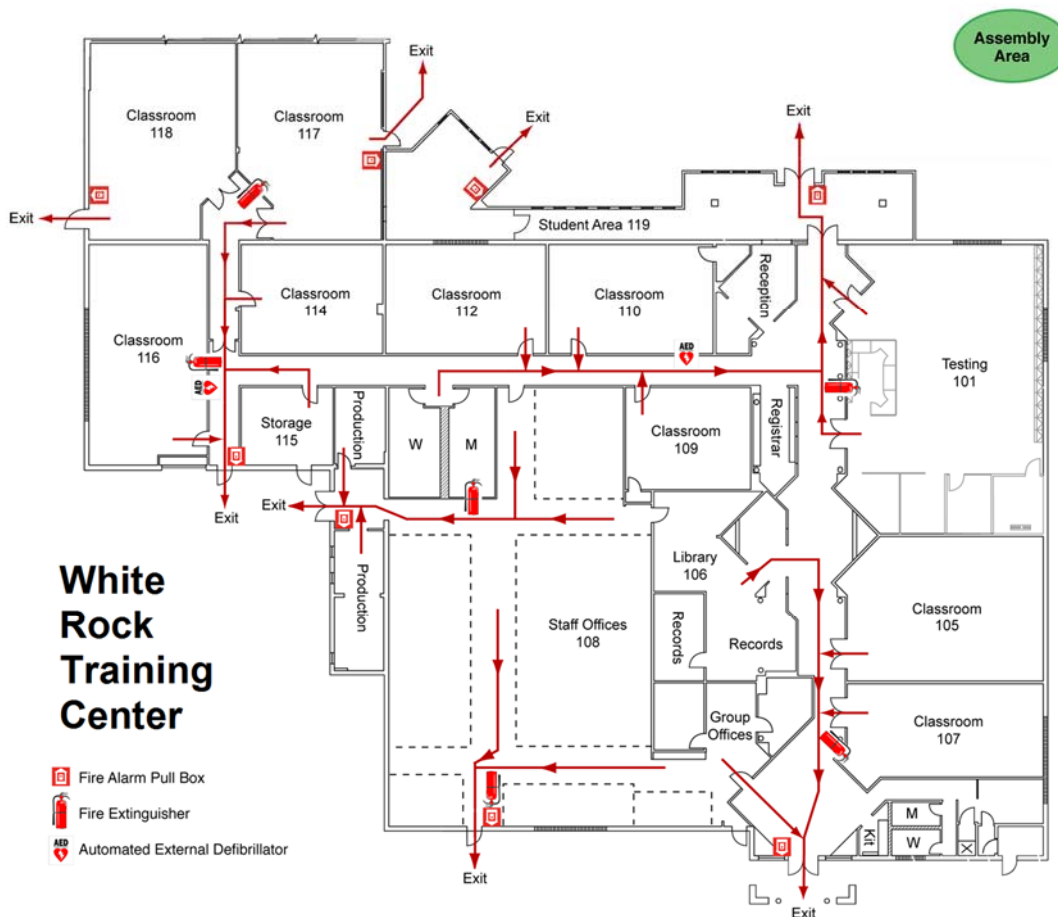 Assembly
Area
Exit
Exit
Exit
Classroom
118
Classroom
117
Exit
Student Area 119
Classroom
116
Classroom
114
Classroom
112
Classroom
110
Reception
Testing
101
AED
AED
Storage
115
Production
W
M
Classroom
109
Registrar
Exit
Exit
Production
Library
106
Staff Offices
108
Records
Records
Classroom
105
Group
Offices
Classroom
107
Kit
M
W
X
Exit
Exit
White
Rock
Training
Center
Fire Alarm Pull Box
Fire Extinguisher
AED
Automated External Defibrillator